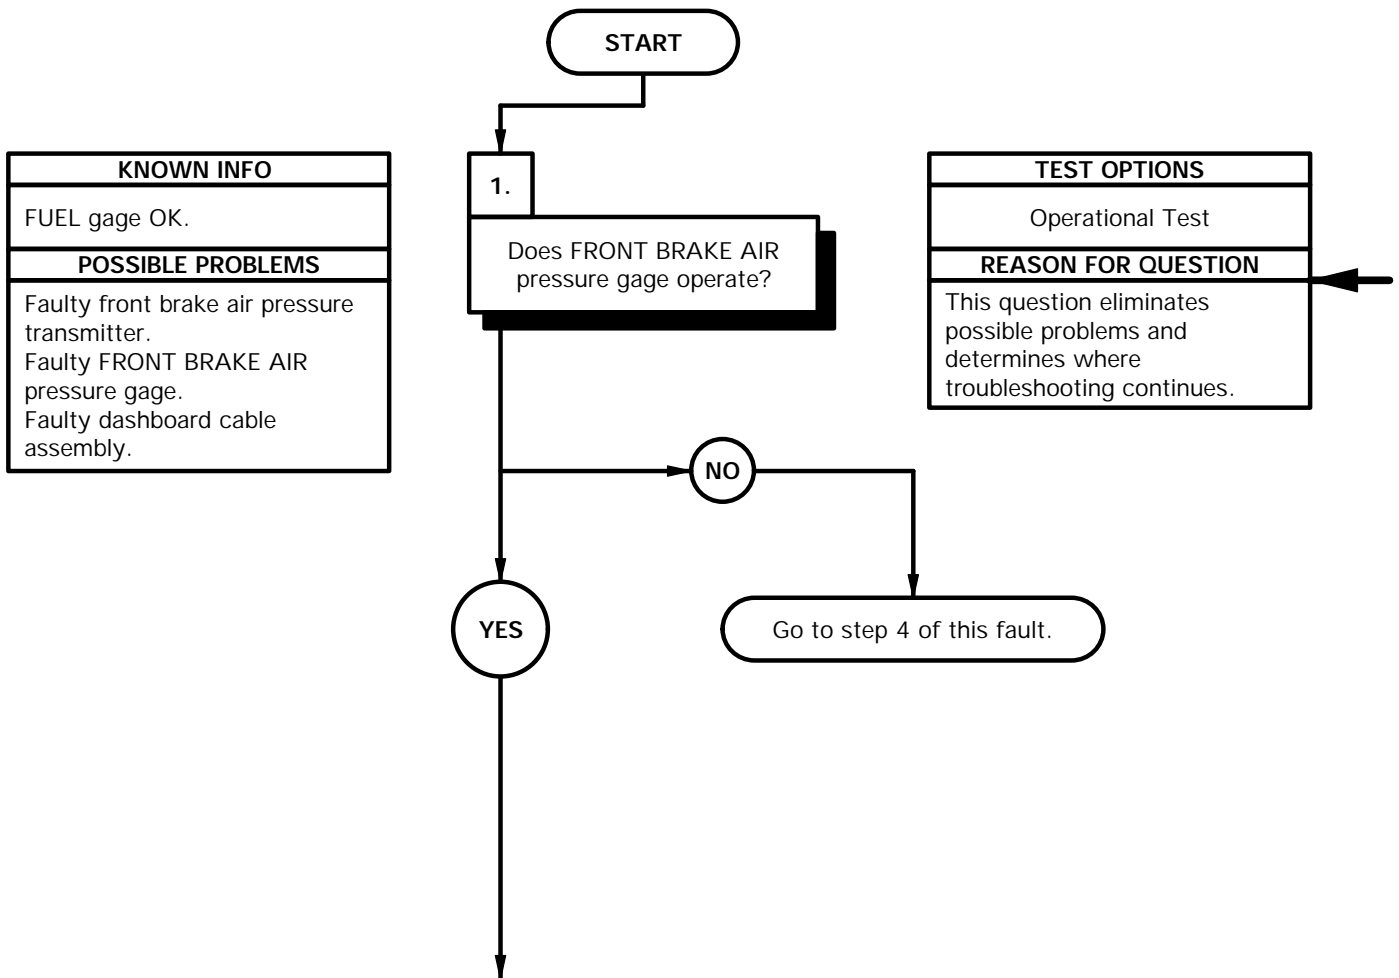 START
KNOWN INFO
FUEL gage OK.
POSSIBLE PROBLEMS
Faulty front brake air pressure
transmitter.
Faulty FRONT BRAKE AIR
pressure gage.
Faulty dashboard cable
assembly.
1.
Does FRONT BRAKE AIR
pressure gage operate?
TEST OPTIONS
Operational Test
REASON FOR QUESTION
This question eliminates
possible problems and
determines where
troubleshooting continues.
NO
YES
Go to step 4 of this fault.